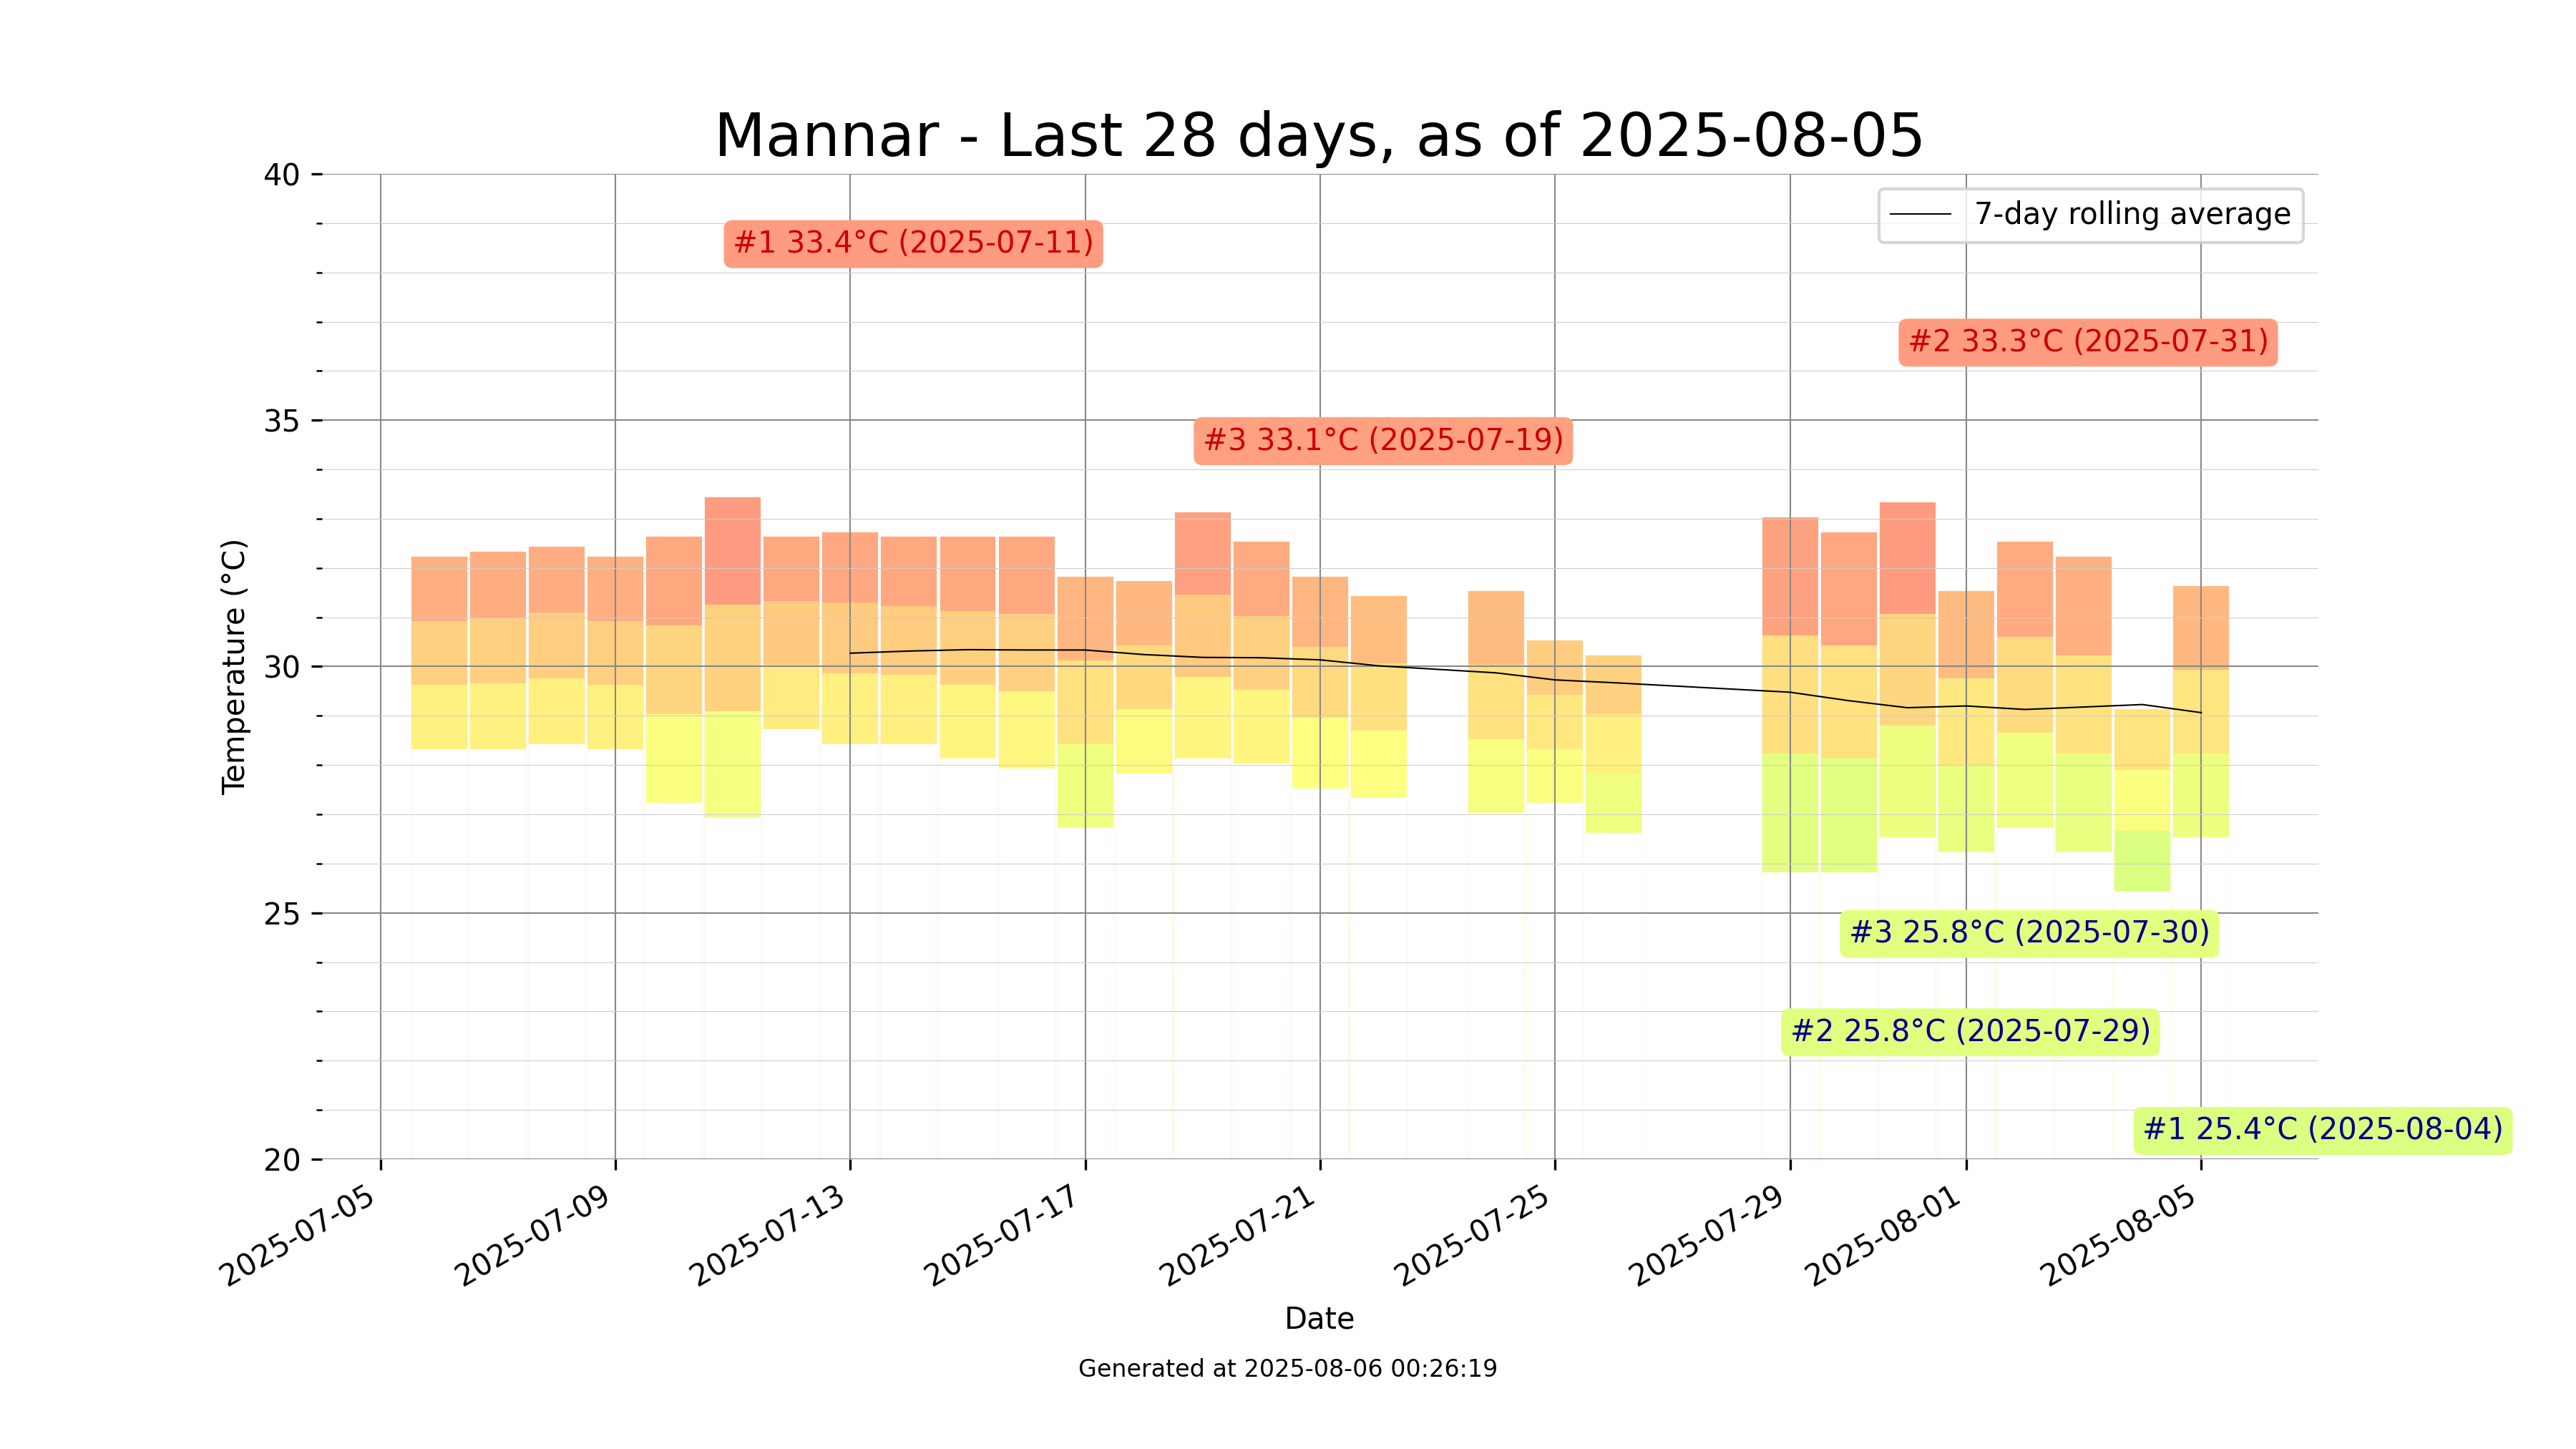 Mannar - Last 28 days, as of 2025-08-05
7-day rolling average
#1 33.4°C (2025-07-11)
#2 33.3°C (2025-07-31)
#3 33.1°C (2025-07-19)
#3 25.8°C (2025-07-30)
#2 25.8°C (2025-07-29)
#1 25.4°C (2025-08-04)
Temperature (°C)
40
35
30
25
20
2025-07-05
2025-07-09
2025-07-13
2025-07-17
2025-07-21
2025-07-25
2025-07-29
2025-08-01
2025-08-05
Date
Generated at 2025-08-06 00:26:19